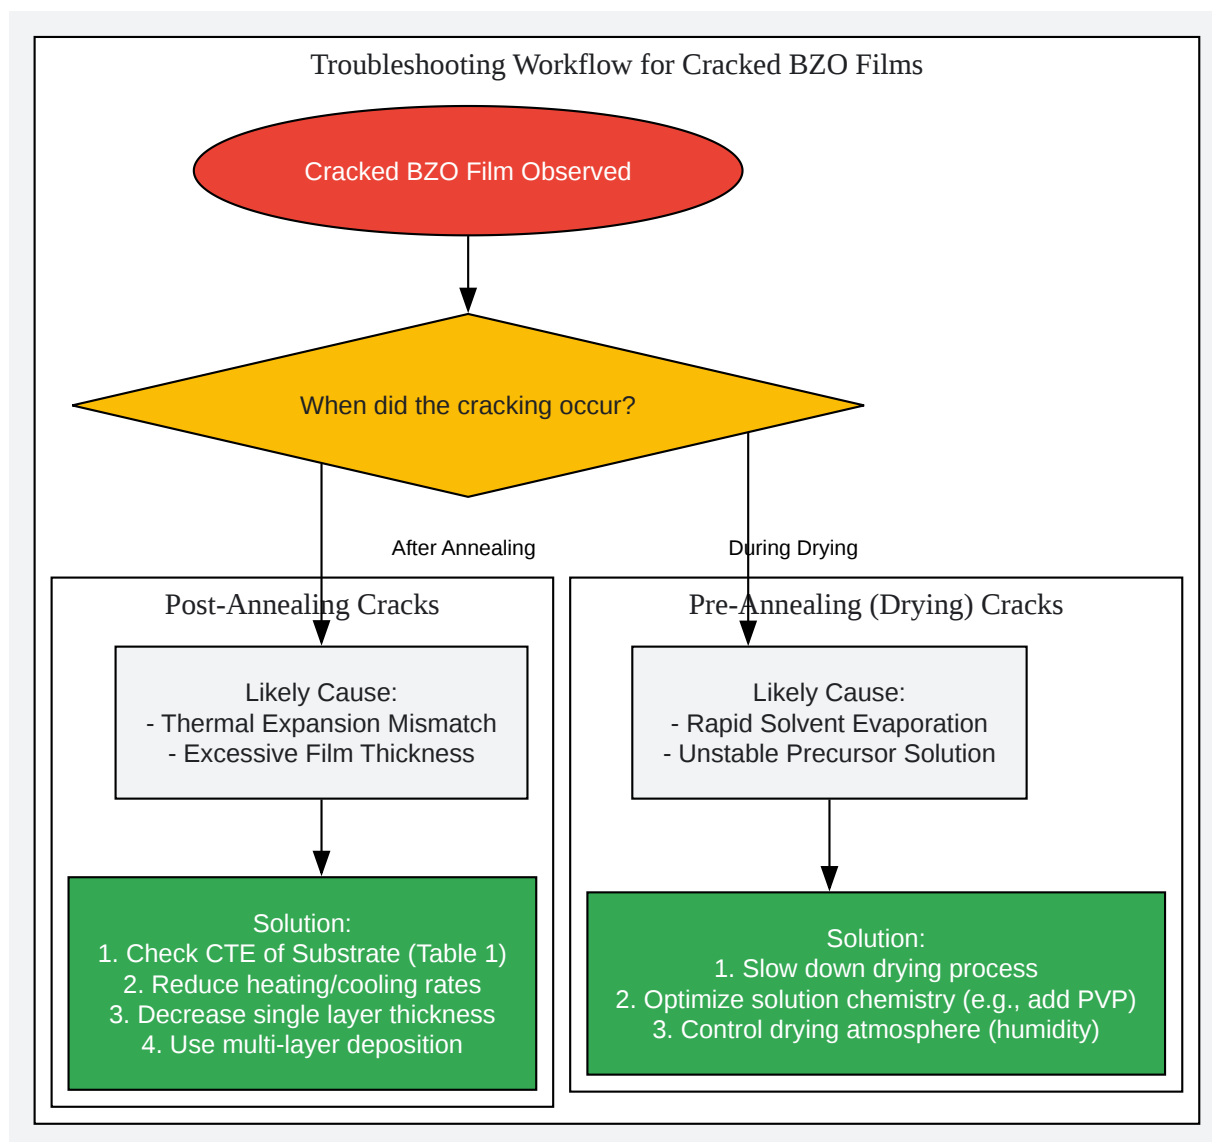 Troubleshooting Workflow for Cracked BZO Films
Cracked BZO Film Observed
When did the cracking occur?
After Annealing
During Drying
Post-Annealing Cracks
Likely Cause:
- Thermal Expansion Mismatch
- Excessive Film Thickness
Solution:
1. Check CTE of Substrate (Table 1)
2. Reduce heating/cooling rates
3. Decrease single layer thickness
4. Use multi-layer deposition
Pre-Annealing (Drying) Cracks
Likely Cause:
- Rapid Solvent Evaporation
- Unstable Precursor Solution
Solution:
1. Slow down drying process
2. Optimize solution chemistry (e.g., add PVP)
3. Control drying atmosphere (humidity)